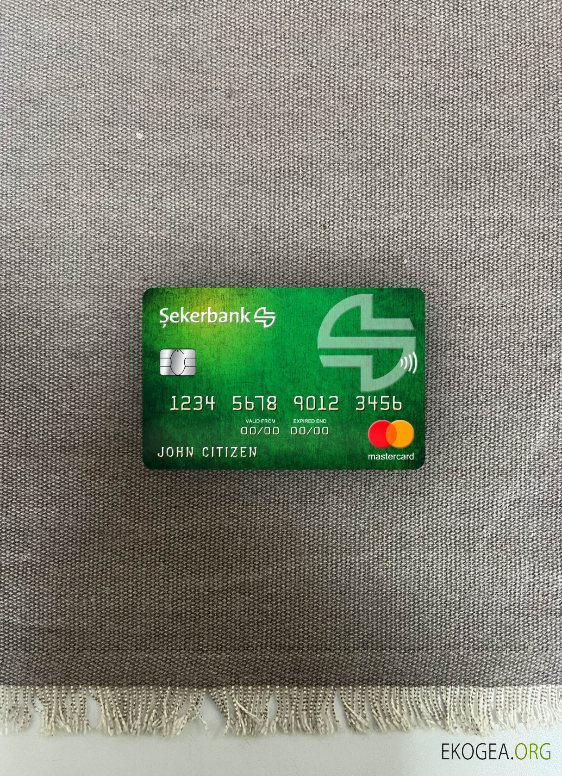 Şekerbank
1234 5678 9012 3456
VALID FROM EXPIRED END
00/00 00/00
JOHN CITIZEN
mastercard
EKOGEA.ORG